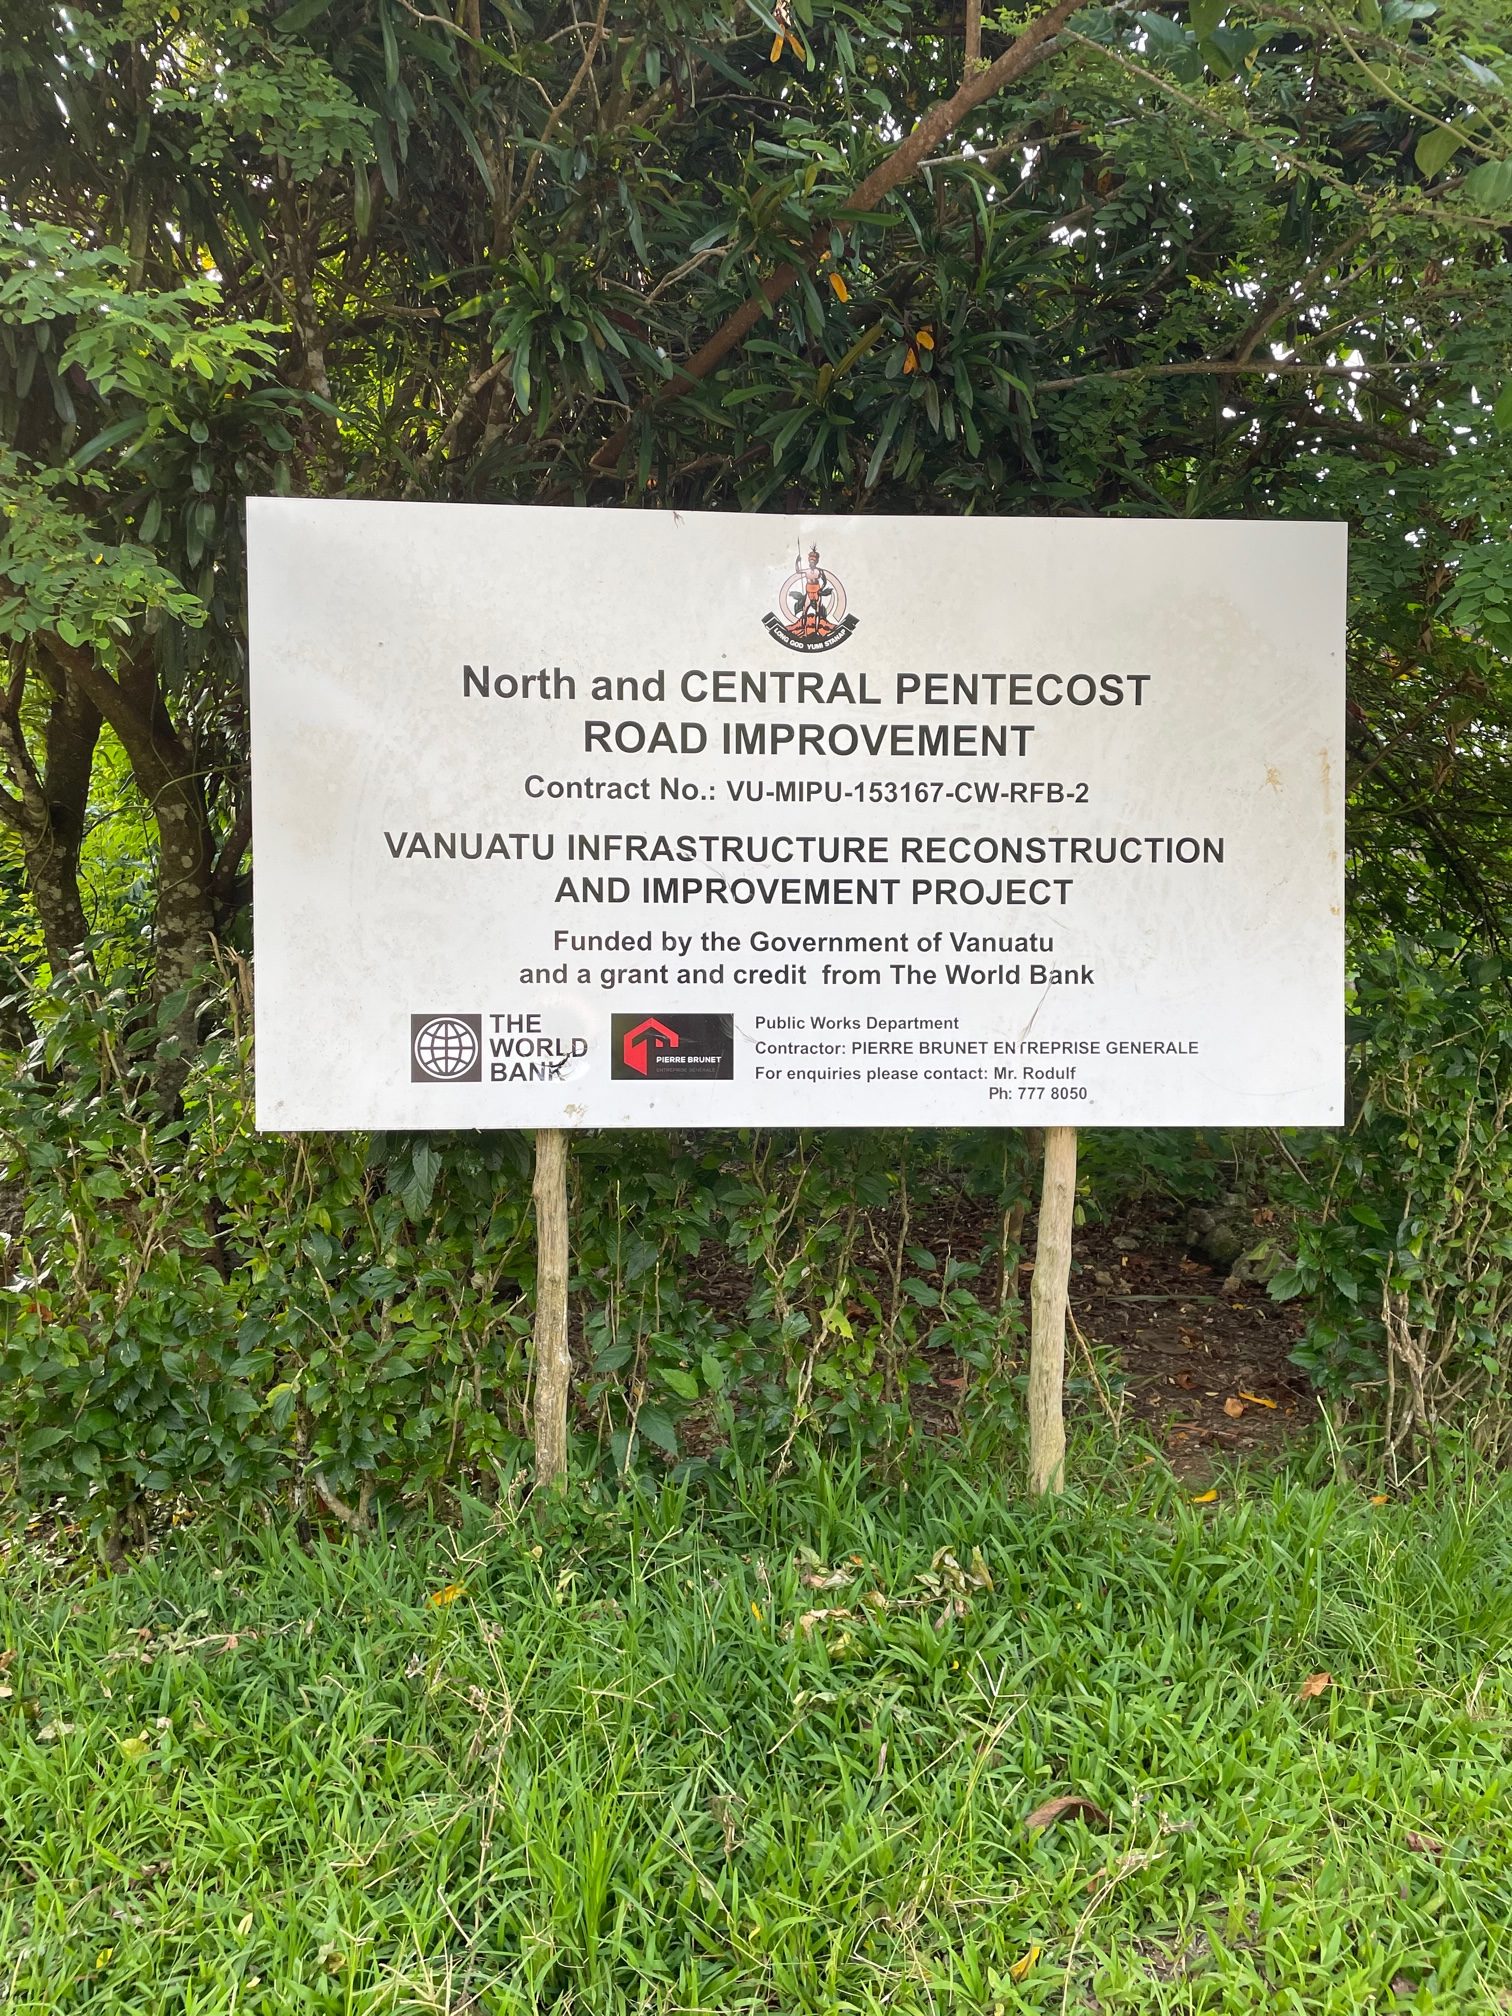 LONG GOD YUMI STANAP
North and CENTRAL PENTECOST
ROAD IMPROVEMENT
Contract No.: VU-MIPU-153167-CW-RFB-2
VANUATU INFRASTRUCTURE RECONSTRUCTION
AND IMPROVEMENT PROJECT
Funded by the Government of Vanuatu
and a grant and credit from The World Bank
THE
WORLD
BANK
PIERRE BRUNET
ENTREPRISE GENERALE
Public Works Department
Contractor: PIERRE BRUNET ENTREPRISE GENERALE
For enquiries please contact: Mr. Rodulf
Ph: 777 8050